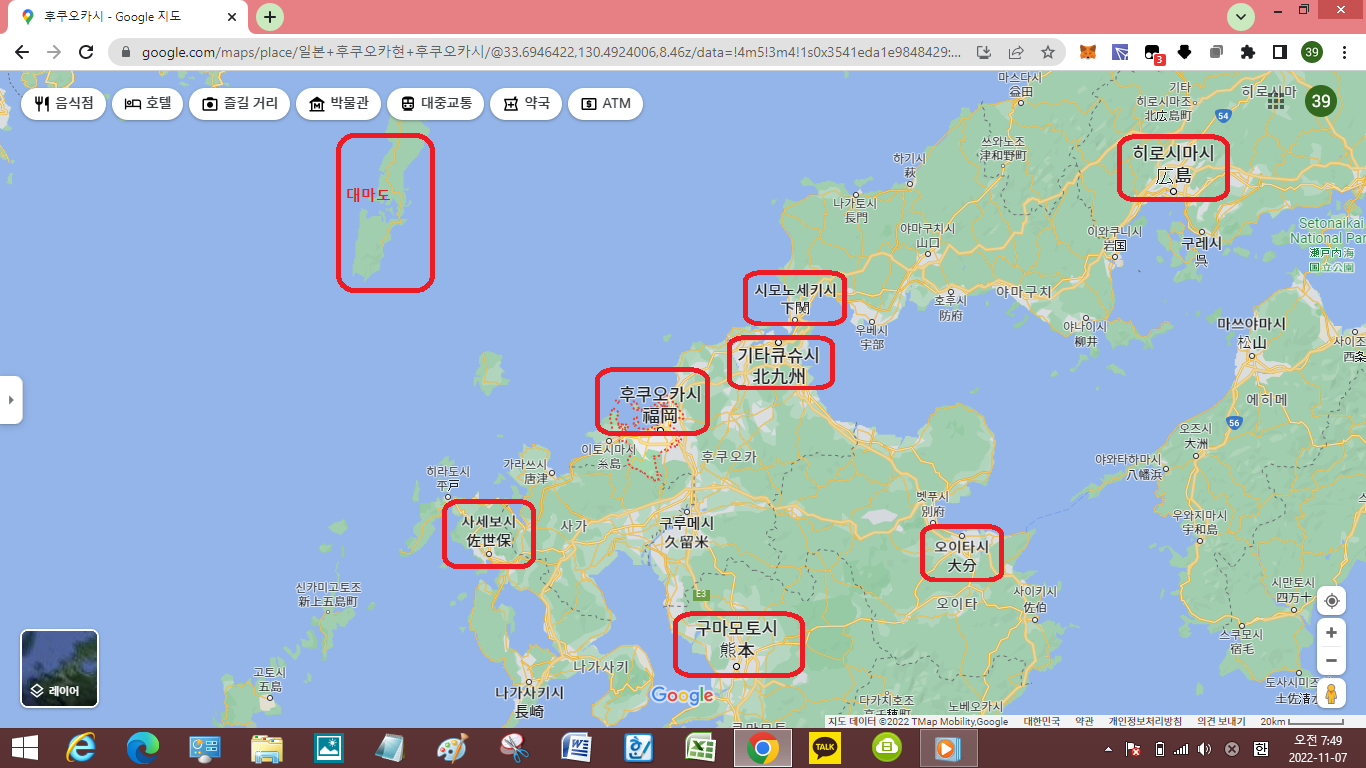 후쿠오카시 - Google 지도
google.com/maps/place/일본+후쿠오카현+후쿠오카시/@33.6946422,130.4924006,8.46z/data=!4m5!3m4!1s0x3541eda1e9848429:...
3
39
음식점
호텔
즐길 거리
박물관
대중교통
약국
ATM
39
마스다시
益田
기타
히로시마조
北広島町
히로시마
54
대마도
히로시마시
広島
쓰와노조
津和野町
하기시
萩
나가토시
長門
야마구치시
山口
이와쿠니시
岩国
구레시
呉
Setonaikai
National Par
瀬戸内海
国立公園
시모노세키시
下関
우베시
宇部
호후시
防府
야마구치
야나이시
柳井
마쓰야마시
松山
사이조
西条
기타큐슈시
北九州
후쿠오카시
福岡
에히메
56
이토시마시
糸島
후쿠오카
오즈시
大洲
야와타하마시
八幡浜
히라도시
平戸
가라쓰시
唐津
벳푸시
別府
사세보시
佐世保
사가
구루메시
久留米
우와지마시
宇和島
오이타시
大分
오이타
신카미고토조
新上五島町
E3
사이키시
佐伯
시만토시
四万十
구마모토시
熊本
스쿠모시
宿毛
나가사키
고토시
五島
나가사키시
長崎
도사시미즈
土佐清水
다카치호조
高千穂町
노베오카시
구마모토
레이어
Google
지도 데이터 ©2022 TMap Mobility,Google 대한민국 약관 개인정보처리방침 의견 보내기 20km
TALK
한
오전 7:49
2022-11-07